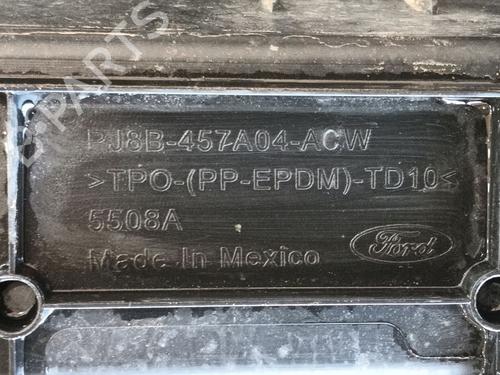 PJ8B-457A04-ACW
>TPO-(PP-EPDM)-TD10<
5508A
Made In Mexico
Ford